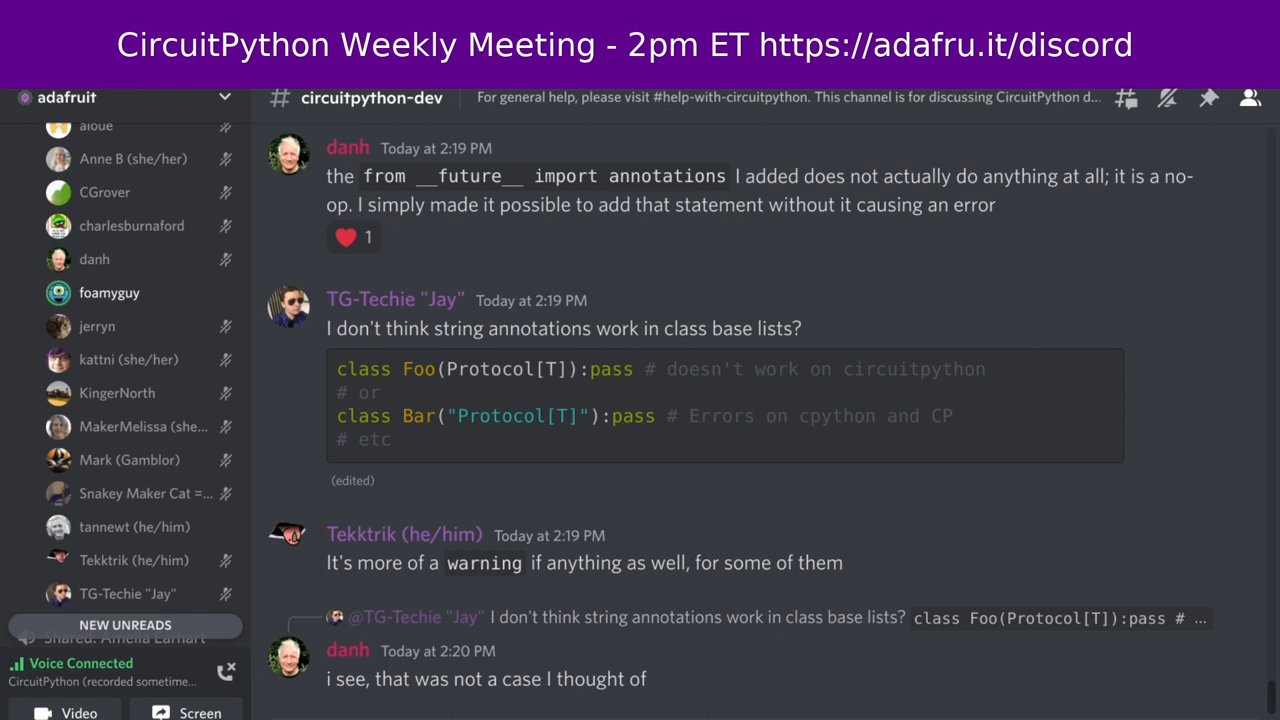 CircuitPython Weekly Meeting - 2pm ET https://adafru.it/discord
adafruit
aloue
Anne B (she/her)
CGrover
charlesburnaford
danh
foamyguy
jerryn
kattni (she/her)
KingerNorth
MakerMelissa (she...
Mark (Gamblor)
Snakey Maker Cat =...
tannewt (he/him)
Tekktrik (he/him)
TG-Techie "Jay"
NEW UNREADS
Shared: Amelia Earhart
Voice Connected
CircuitPython (recorded sometime...
Video Screen
# circuitpython-dev For general help, please visit #help-with-circuitpython. This channel is for discussing CircuitPython d...
danh Today at 2:19 PM
the from __future__ import annotations I added does not actually do anything at all; it is a no-
op. I simply made it possible to add that statement without it causing an error
❤️ 1
TG-Techie "Jay" Today at 2:19 PM
I don't think string annotations work in class base lists?
class Foo(Protocol[T]):pass # doesn't work on circuitpython
# or
class Bar("Protocol[T]"):pass # Errors on cpython and CP
# etc
(edited)
Tekktrik (he/him) Today at 2:19 PM
It's more of a warning if anything as well, for some of them
@TG-Techie "Jay" I don't think string annotations work in class base lists? class Foo(Protocol[T]):pass # ...
danh Today at 2:20 PM
i see, that was not a case I thought of